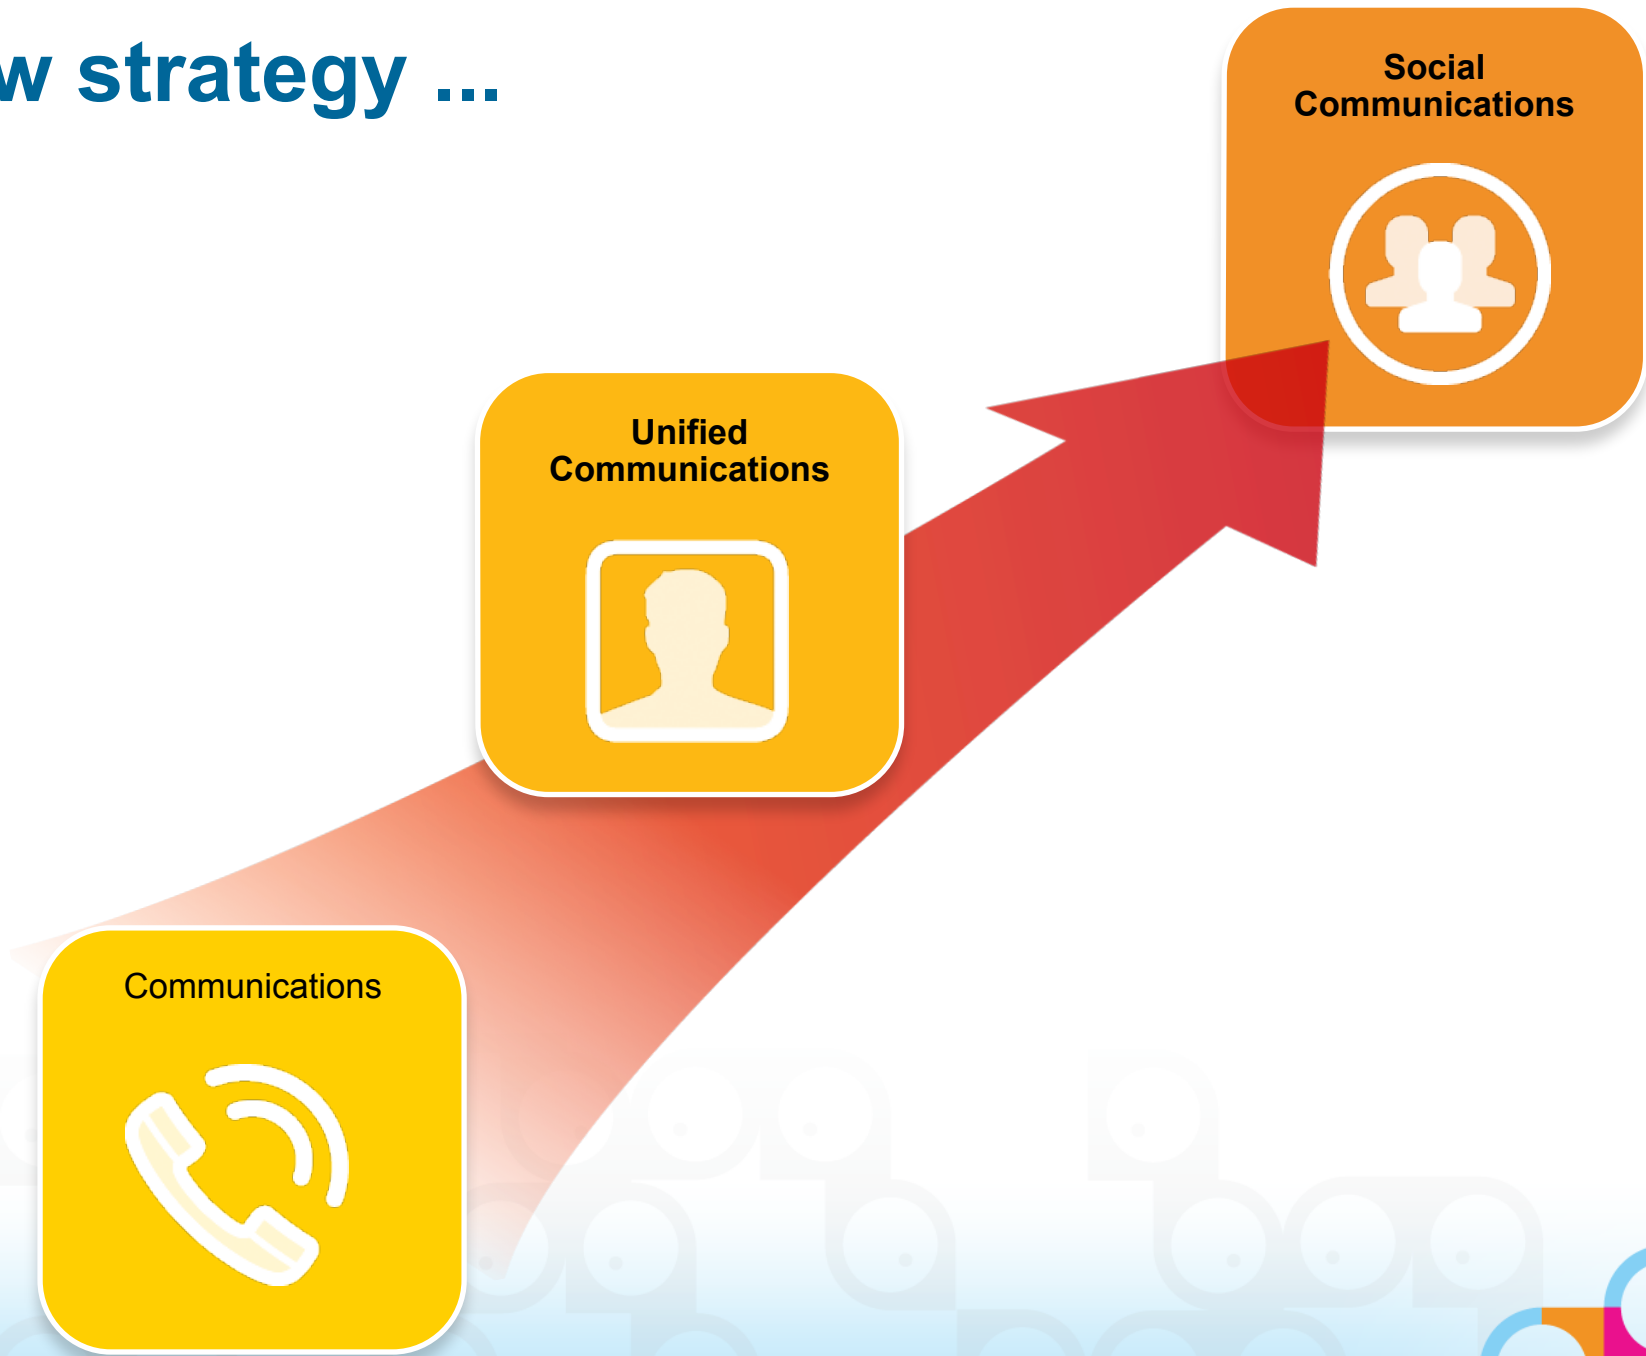 w strategy ...
Social
Communications
Unified
Communications
Communications